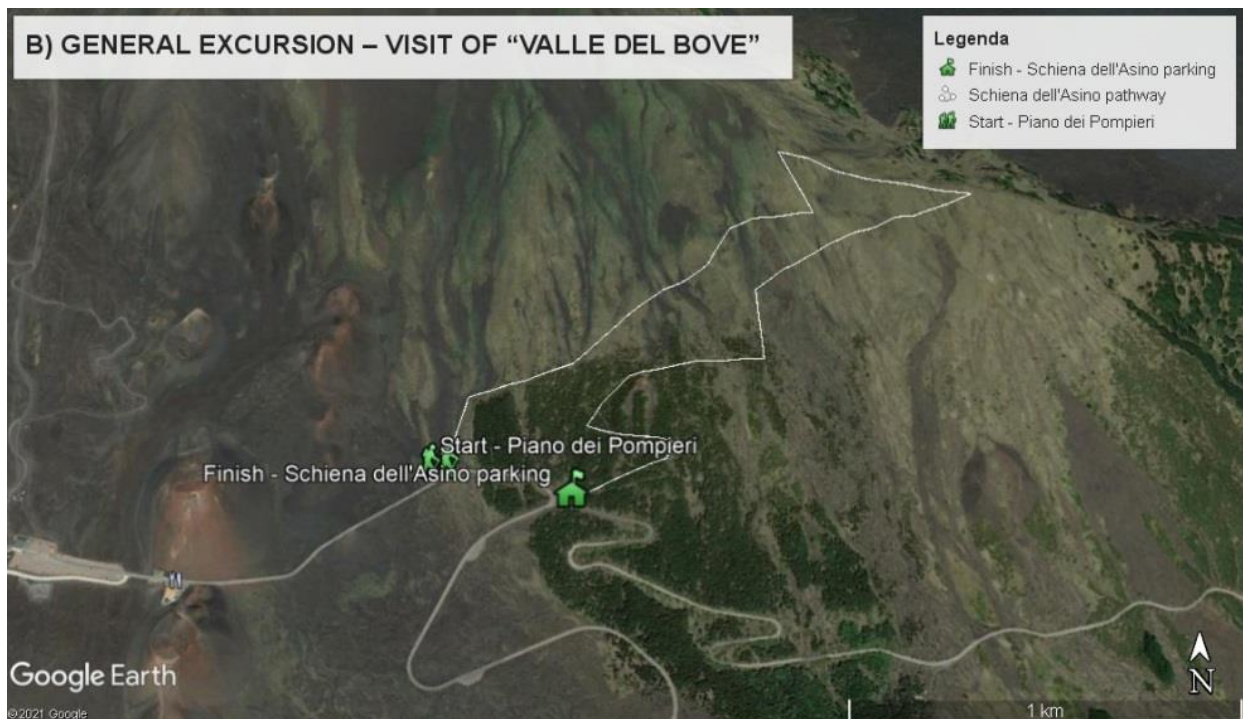 B) GENERAL EXCURSION – VISIT OF “VALLE DEL BOVE”
Legenda
Finish - Schiena dell'Asino parking
Schiena dell'Asino pathway
Start - Piano dei Pompieri
Start - Piano dei Pompieri
Finish - Schiena dell'Asino parking
Google Earth
N
©2021 Google
1 km